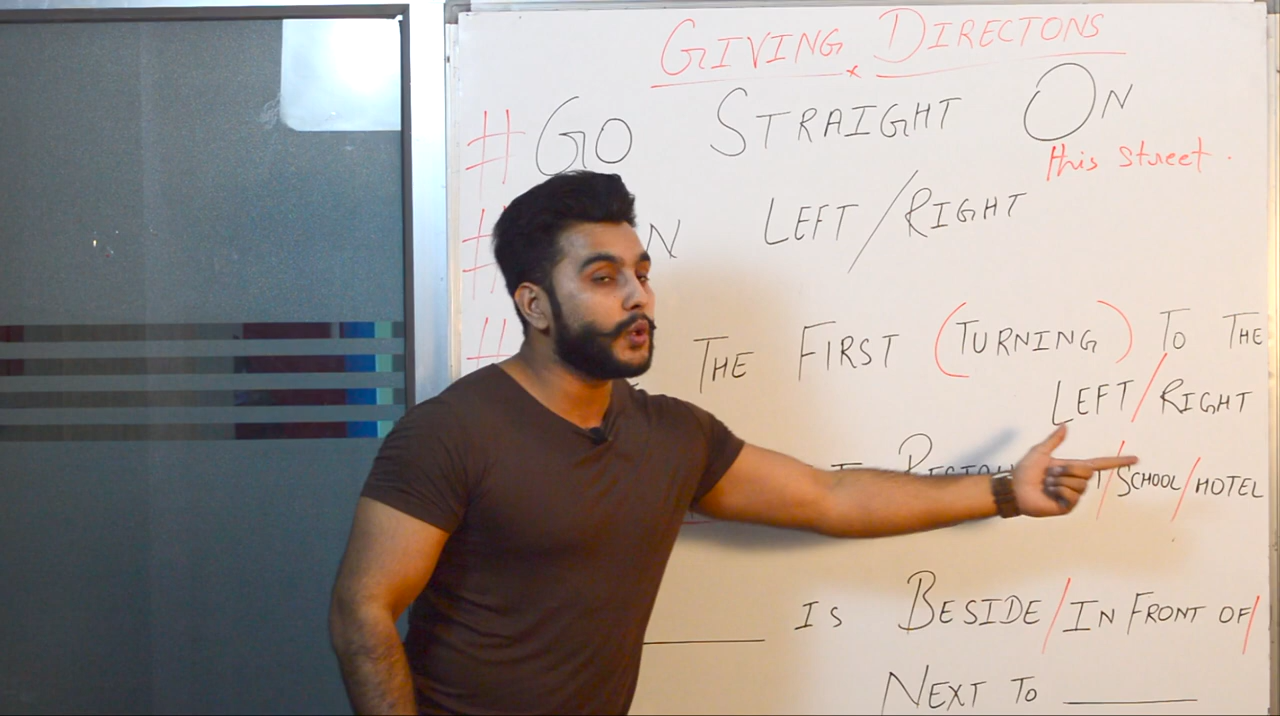 GIVING DIRECTONS
# GO STRAIGHT ON
this street.
# N LEFT/RIGHT
# THE FIRST (TURNING) TO THE
LEFT/RIGHT
/SCHOOL/HOTEL
IS BESIDE/IN FRONT OF/
NEXT TO